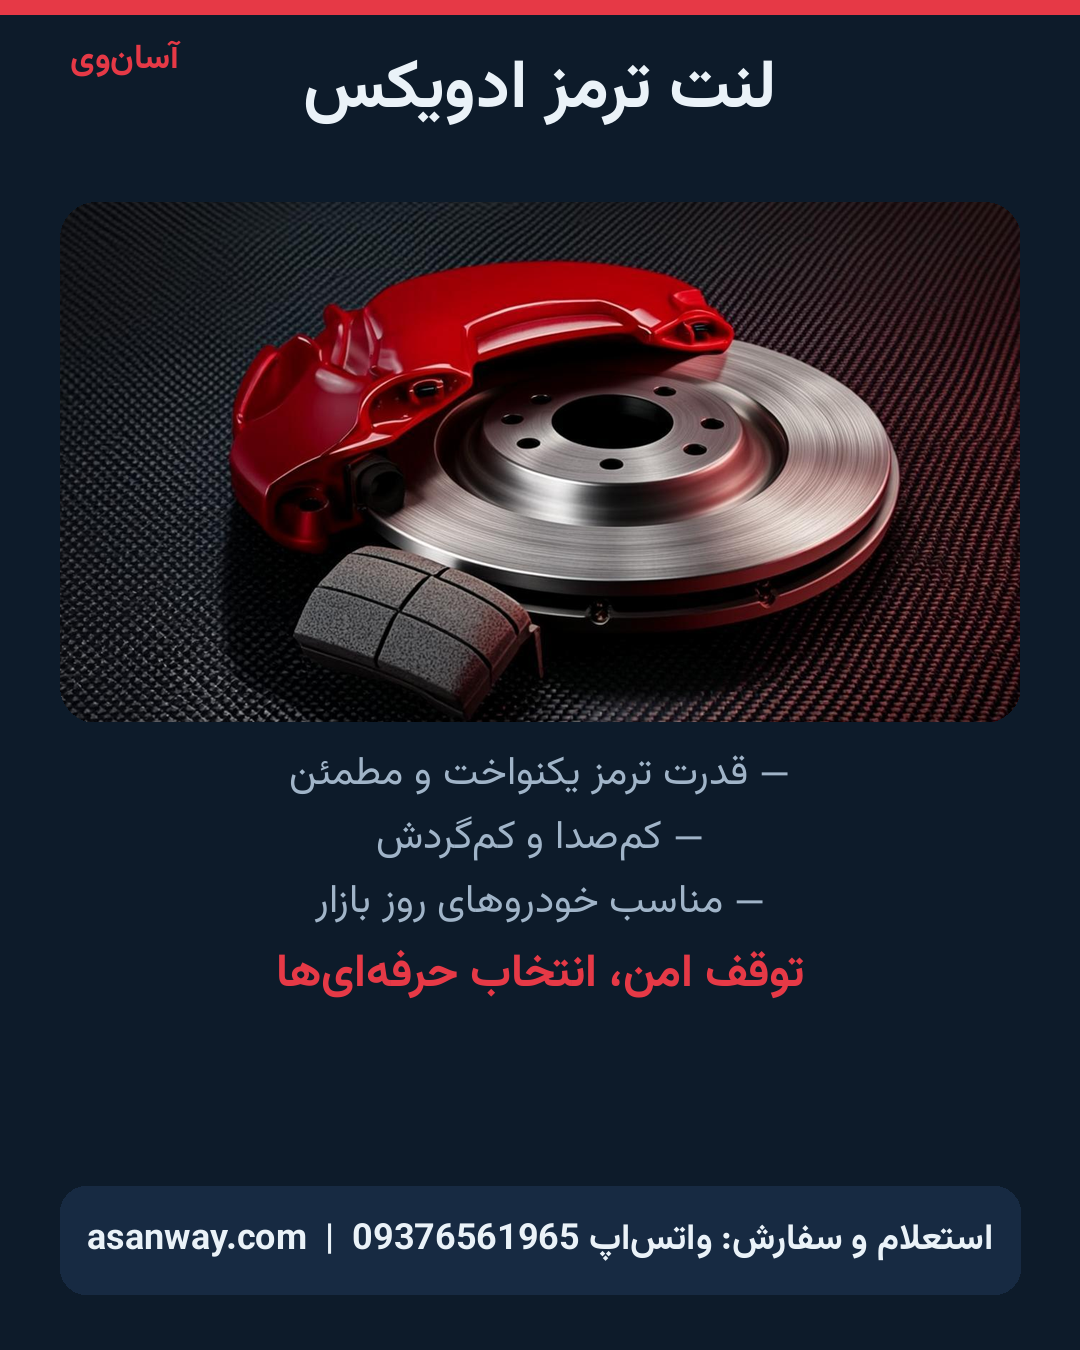 آسان‌وی
لنت ترمز ادویکس
— قدرت ترمز یکنواخت و مطمئن
— کم‌صدا و کم‌گردش
— مناسب خودروهای روز بازار
توقف امن، انتخاب حرفه‌ای‌ها
استعلام و سفارش: واتس‌اپ 09376561965 | asanway.com